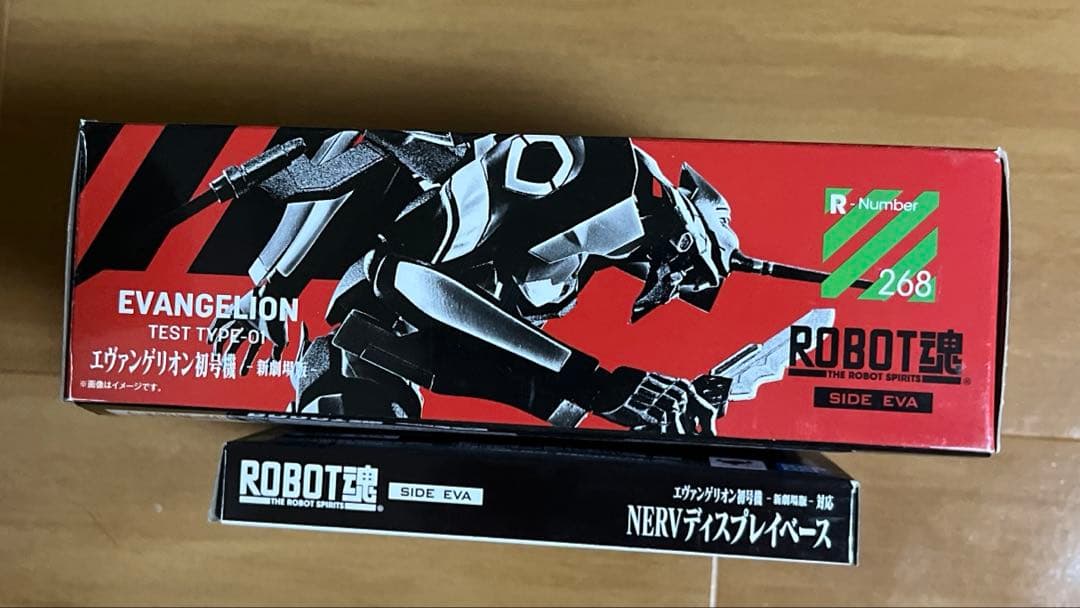 R-Number
268
EVANGELION
TEST TYPE-01
エヴァンゲリオン初号機 -新劇場版
※画像はイメージです。
ROBOT魂
THE ROBOT SPIRITS
SIDE EVA
ROBOT魂
THE ROBOT SPIRITS
SIDE EVA
エヴァンゲリオン初号機 -新劇場版- 対応
NERVディスプレイベース